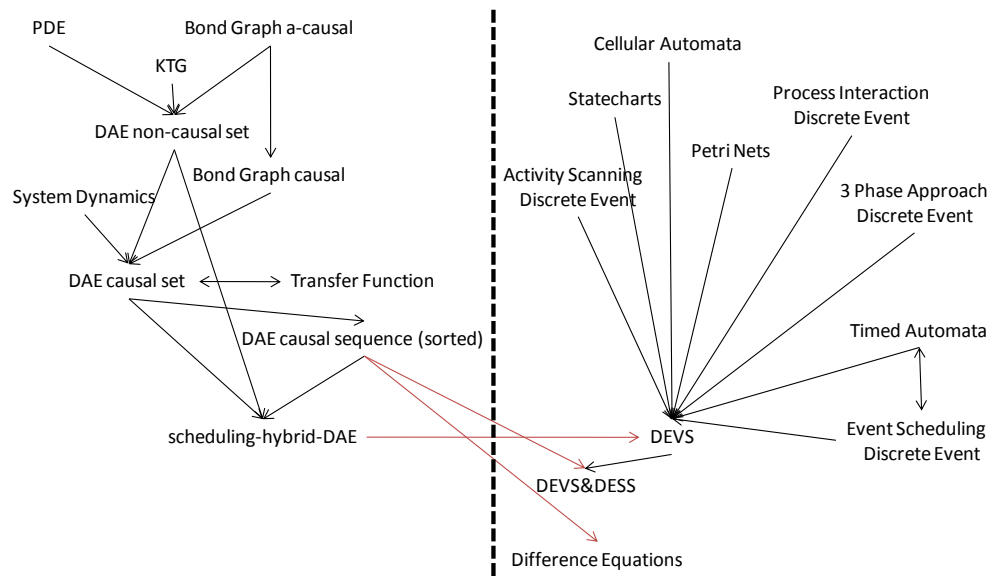 PDE
Bond Graph a-causal
KTG
DAE non-causal set
Bond Graph causal
System Dynamics
DAE causal set
Transfer Function
DAE causal sequence (sorted)
scheduling-hybrid-DAE
Cellular Automata
Statecharts
Process Interaction
Discrete Event
Petri Nets
Activity Scanning
Discrete Event
3 Phase Approach
Discrete Event
Timed Automata
Event Scheduling
Discrete Event
DEVS
DEVS&DESS
Difference Equations